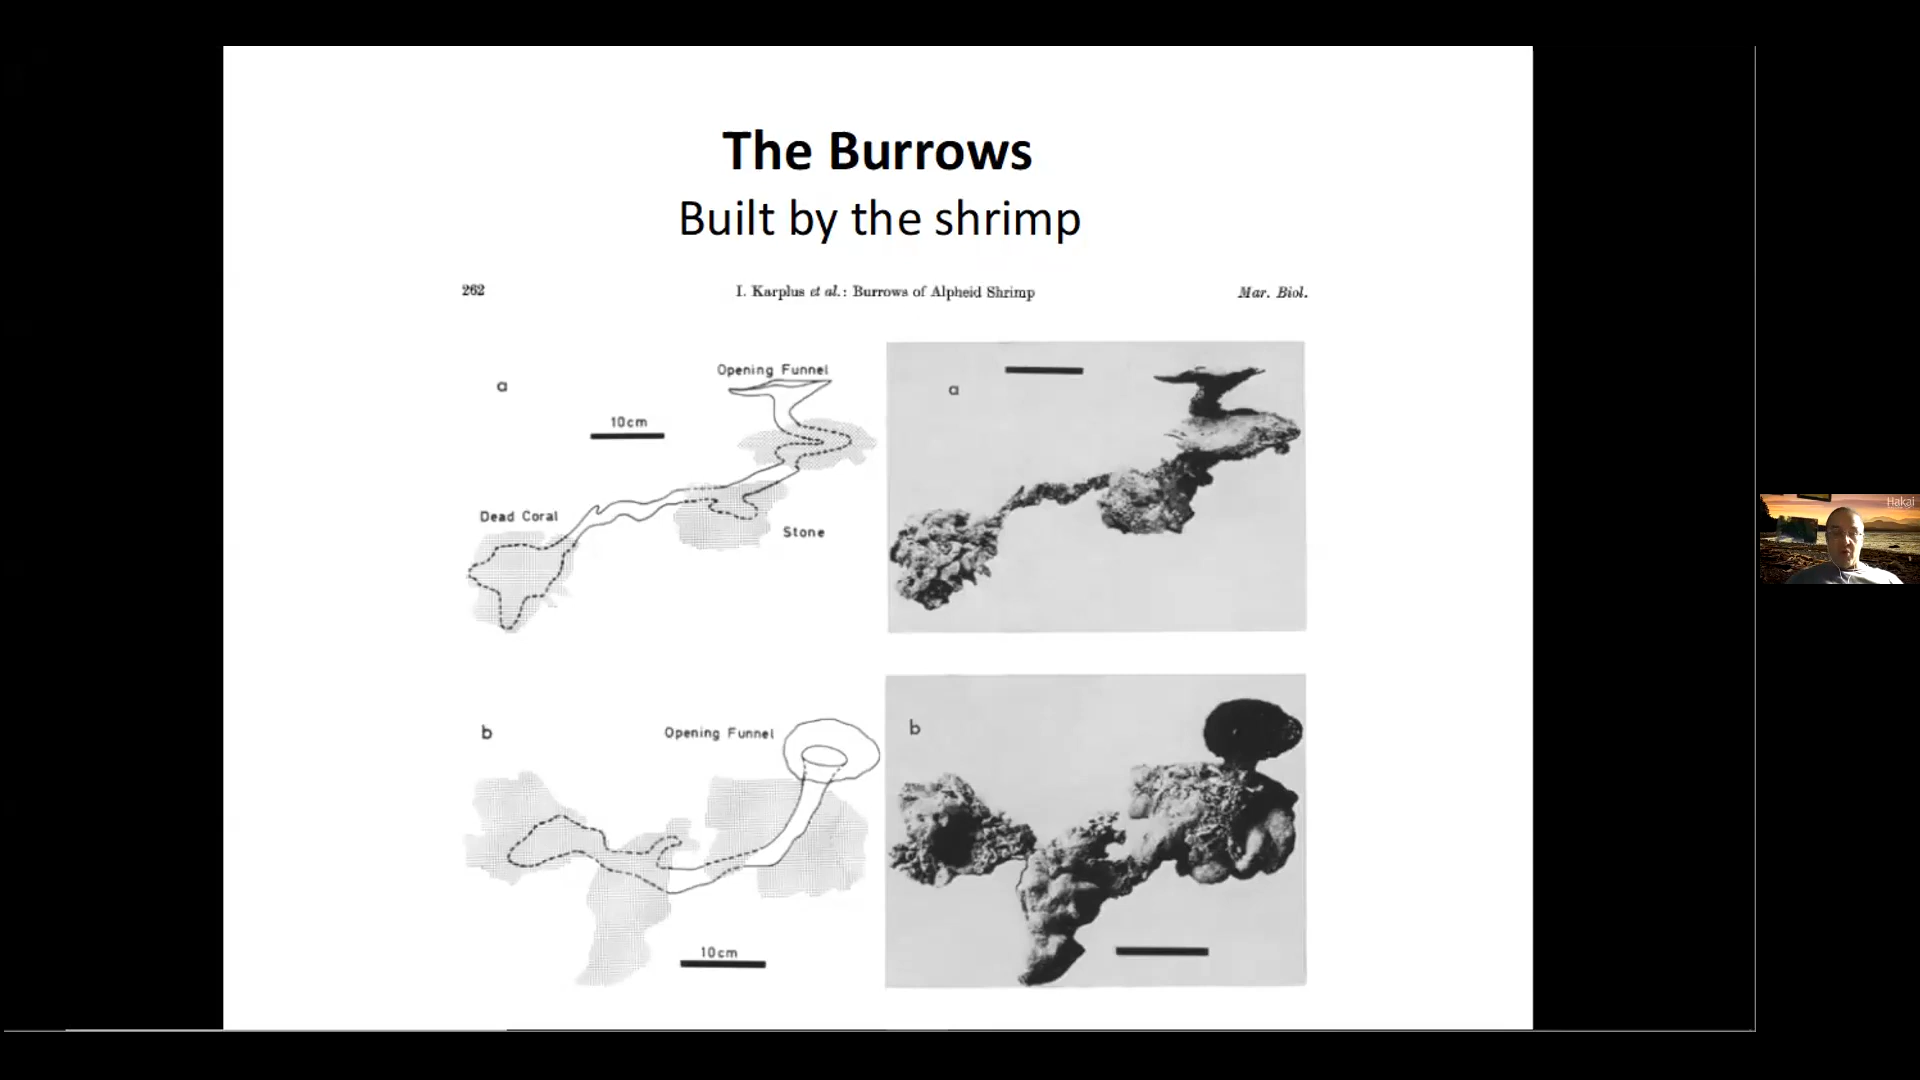 The Burrows
Built by the shrimp
262 I. Karplus et al.: Burrows of Alpheid Shrimp Mar. Biol.
a
Opening Funnel
10cm
Dead Coral
Stone
a
b
Opening Funnel
10cm
b
Hakai